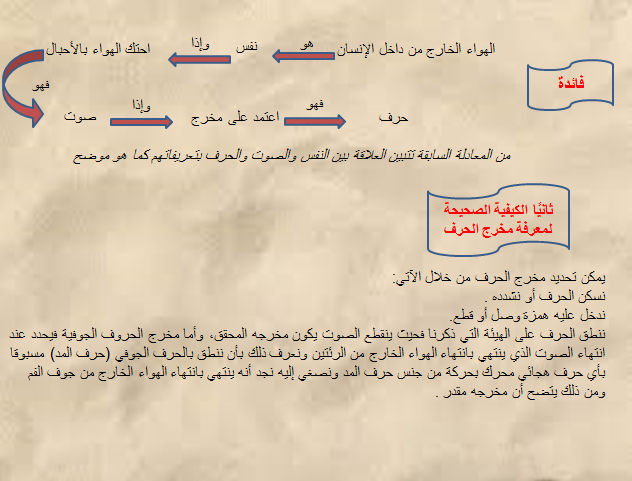 فائدة
الهواء الخارج من داخل الإنسان هو نفس وإذا احتك الهواء بالأحبال
فهو
صوت وإذا اعتمد على مخرج فهو حرف
من المعادلة السابقة تتبين العلاقة بين النفس والصوت والحرف بتعريفاتهم كما هو موضح
ثانيًا الكيفية الصحيحة
لمعرفة مخرج الحرف
يمكن تحديد مخرج الحرف من خلال الآتي:
نسكن الحرف أو نشدده .
ندخل عليه همزة وصل أو قطع.
ننطق الحرف على الهيئة التي ذكرنا فحيث ينقطع الصوت يكون مخرجه المحقق، وأما مخرج الحروف الجوفية فيحدد عند
انتهاء الصوت الذي ينتهي بانتهاء الهواء الخارج من الرئتين ونعرف ذلك بأن ننطق بالحرف الجوفي (حرف المد) مسبوقا
بأي حرف هجائي محرك بحركة من جنس حرف المد ونصغي إليه نجد أنه ينتهي بانتهاء الهواء الخارج من جوف الفم
ومن ذلك يتضح أن مخرجه مقدر .